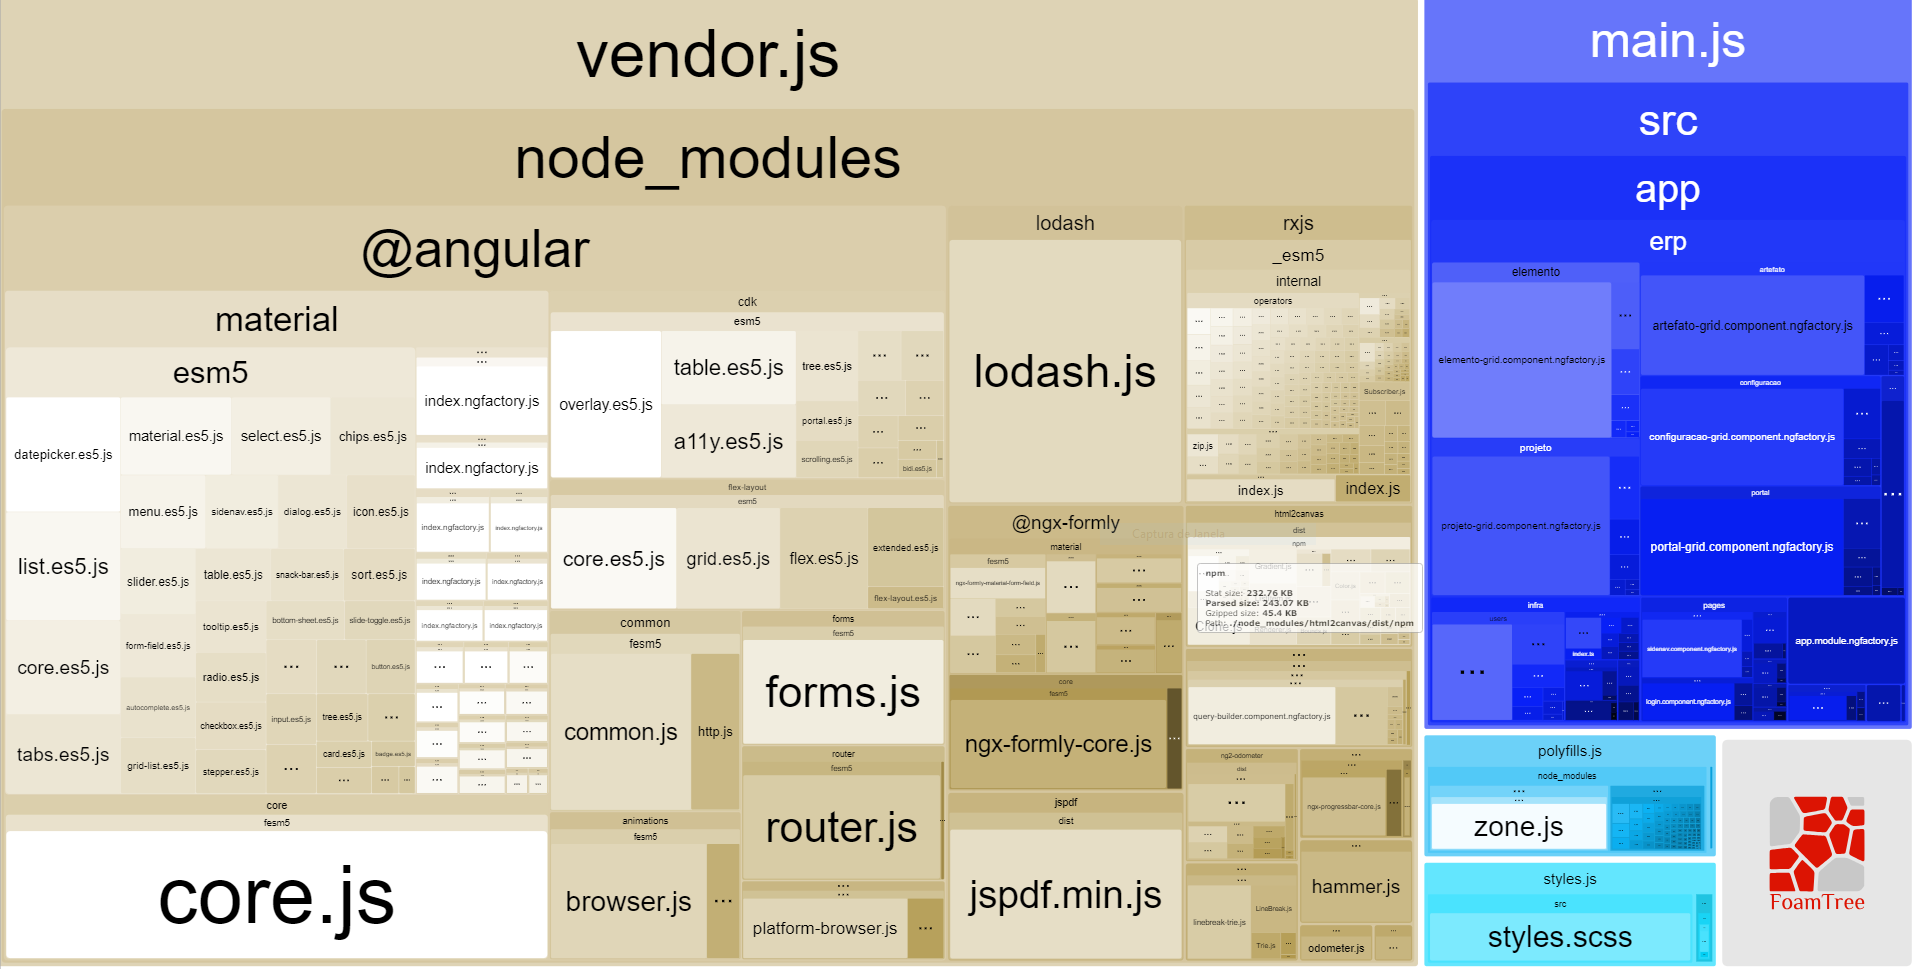 vendor.js
node_modules
@angular
material
esm5
datepicker.es5.js
material.es5.js
select.es5.js
chips.es5.js
list.es5.js
menu.es5.js
sidenav.es5.js
dialog.es5.js
icon.es5.js
slider.es5.js
table.es5.js
snack-bar.es5.js
sort.es5.js
core.es5.js
form-field.es5.js
tooltip.es5.js
bottom-sheet.es5.js
slide-toggle.es5.js
radio.es5.js
button.es5.js
tabs.es5.js
autocomplete.es5.js
checkbox.es5.js
input.es5.js
tree.es5.js
grid-list.es5.js
stepper.es5.js
card.es5.js
badge.es5.js
index.ngfactory.js
index.ngfactory.js
index.ngfactory.js
index.ngfactory.js
index.ngfactory.js
index.ngfactory.js
index.ngfactory.js
index.ngfactory.js
core
fesm5
core.js
cdk
esm5
overlay.es5.js
table.es5.js
a11y.es5.js
tree.es5.js
portal.es5.js
scrolling.es5.js
bidi.es5.js
flex-layout
esm5
core.es5.js
grid.es5.js
flex.es5.js
extended.es5.js
flex-layout.es5.js
common
fesm5
common.js
http.js
animations
fesm5
browser.js
forms
fesm5
forms.js
router
fesm5
router.js
platform-browser.js
lodash
lodash.js
@ngx-formly
material
fesm5
ngx-formly-material-form-field.js
core
fesm5
ngx-formly-core.js
jspdf
dist
jspdf.min.js
rxjs
_esm5
internal
operators
Subscriber.js
zip.js
index.js
index.js
html2canvas
dist
npm
Captura de Janela
npm
Stat size: 232.76 KB
Parsed size: 243.07 KB
Gzipped size: 45.4 KB
Path: ./node_modules/html2canvas/dist/npm
query-builder.component.ngfactory.js
ng2-odometer
dist
ngx-progressbar-core.js
hammer.js
linebreak-trie.js
LineBreak.js
Trie.js
odometer.js
main.js
src
app
erp
elemento
elemento-grid.component.ngfactory.js
projeto
projeto-grid.component.ngfactory.js
infra
users
index.ts
artefato
artefato-grid.component.ngfactory.js
configuracao
configuracao-grid.component.ngfactory.js
portal
portal-grid.component.ngfactory.js
pages
sidenav.component.ngfactory.js
login.component.ngfactory.js
app.module.ngfactory.js
polyfills.js
node_modules
zone.js
styles.js
src
styles.scss
FoamTree